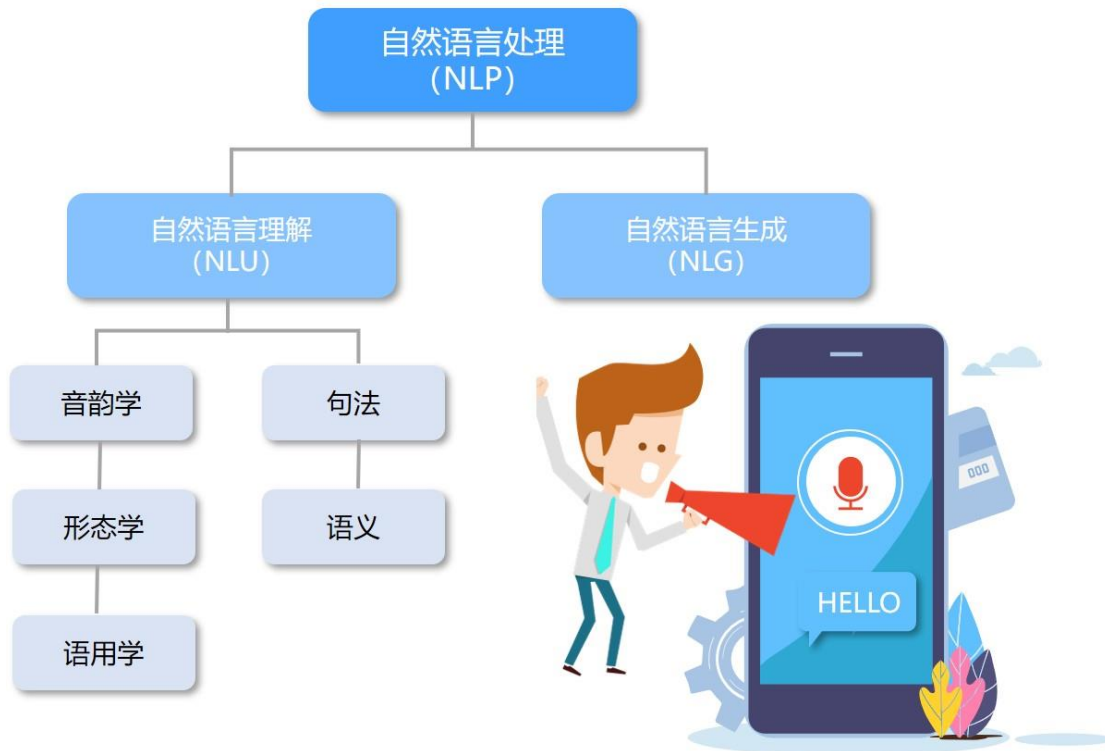 自然语言处理
（NLP）
自然语言理解
（NLU）
自然语言生成
（NLG）
音韵学
句法
形态学
语义
语用学
000
HELLO